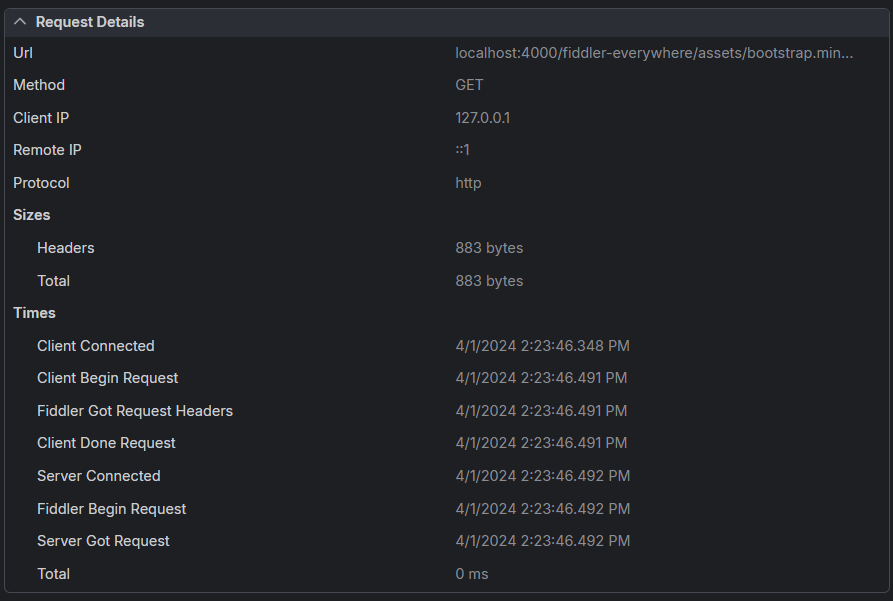 Request Details
Url localhost:4000/fiddler-everywhere/assets/bootstrap.min...
Method GET
Client IP 127.0.0.1
Remote IP ::1
Protocol http
Sizes
Headers 883 bytes
Total 883 bytes
Times
Client Connected 4/1/2024 2:23:46.348 PM
Client Begin Request 4/1/2024 2:23:46.491 PM
Fiddler Got Request Headers 4/1/2024 2:23:46.491 PM
Client Done Request 4/1/2024 2:23:46.491 PM
Server Connected 4/1/2024 2:23:46.492 PM
Fiddler Begin Request 4/1/2024 2:23:46.492 PM
Server Got Request 4/1/2024 2:23:46.492 PM
Total 0 ms